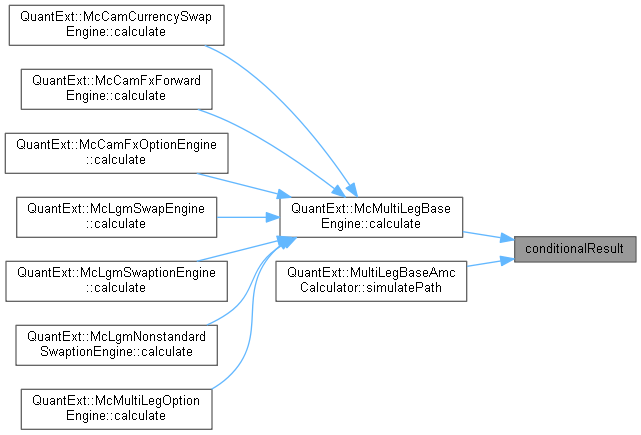 QuantExt::McCamCurrencySwap
Engine::calculate
QuantExt::McCamFxForward
Engine::calculate
QuantExt::McCamFxOptionEngine
::calculate
QuantExt::McLgmSwapEngine
::calculate
QuantExt::McLgmSwaptionEngine
::calculate
QuantExt::McLgmNonstandard
SwaptionEngine::calculate
QuantExt::McMultiLegOption
Engine::calculate
QuantExt::McMultiLegBase
Engine::calculate
QuantExt::MultiLegBaseAmc
Calculator::simulatePath
conditionalResult